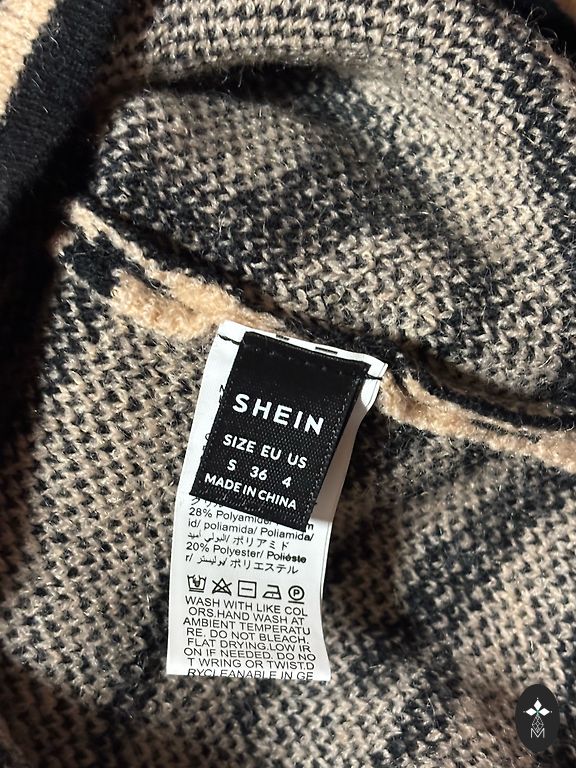 SHEIN
SIZE EU US
S 36 4
MADE IN CHINA
28% Polyamide/
id/ poliamida/ Poliamida/
البولي أميد/ ポリアミド
20% Polyester/ Poliéste
r/ بوليستر/ ポリエステル
WASH WITH LIKE COL
ORS.HAND WASH AT
AMBIENT TEMPERATU
RE. DO NOT BLEACH.
FLAT DRYING.LOW IR
ON IF NEEDED. DO NO
T WRING OR TWIST.D
RYCLEANABLE IN GE